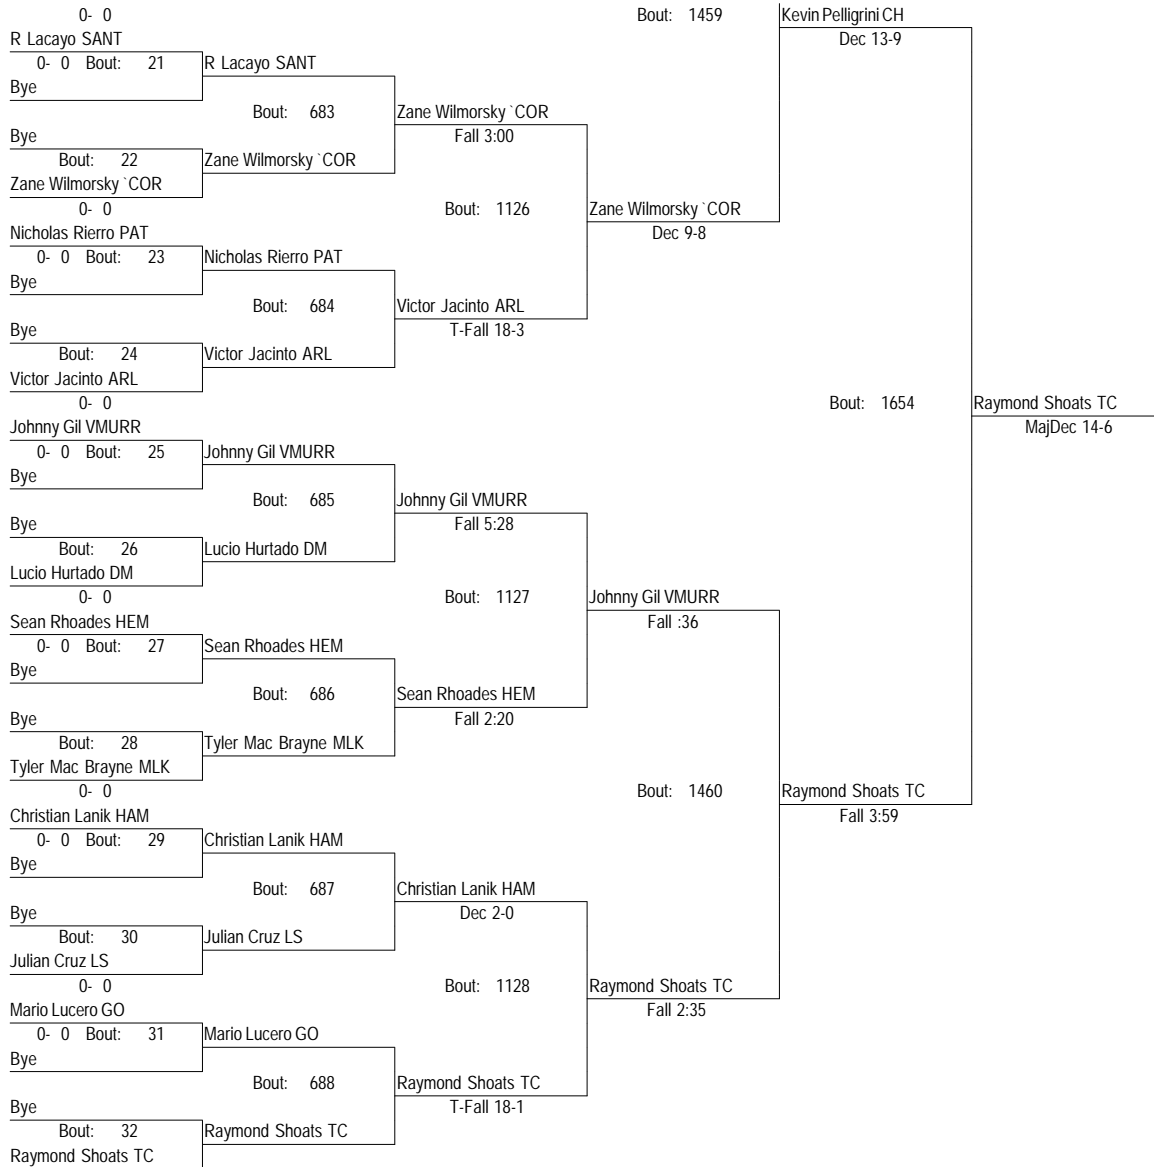 0- 0
Bout: 1459 Kevin Pelligrini CH
R Lacayo SANT
Dec 13-9
0- 0 Bout: 21 R Lacayo SANT
Bye
Bout: 683 Zane Wilmorsky `COR
Bye
Fall 3:00
Bout: 22 Zane Wilmorsky `COR
Zane Wilmorsky `COR
0- 0
Bout: 1126 Zane Wilmorsky `COR
Nicholas Rierro PAT
Dec 9-8
0- 0 Bout: 23 Nicholas Rierro PAT
Bye
Bout: 684 Victor Jacinto ARL
Bye
T-Fall 18-3
Bout: 24 Victor Jacinto ARL
Victor Jacinto ARL
0- 0
Bout: 1654 Raymond Shoats TC
Johnny Gil VMURR
MajDec 14-6
0- 0 Bout: 25 Johnny Gil VMURR
Bye
Bout: 685 Johnny Gil VMURR
Bye
Fall 5:28
Bout: 26 Lucio Hurtado DM
Lucio Hurtado DM
0- 0
Bout: 1127 Johnny Gil VMURR
Sean Rhoades HEM
Fall :36
0- 0 Bout: 27 Sean Rhoades HEM
Bye
Bout: 686 Sean Rhoades HEM
Bye
Fall 2:20
Bout: 28 Tyler Mac Brayne MLK
Tyler Mac Brayne MLK
0- 0
Bout: 1460 Raymond Shoats TC
Christian Lanik HAM
Fall 3:59
0- 0 Bout: 29 Christian Lanik HAM
Bye
Bout: 687 Christian Lanik HAM
Bye
Dec 2-0
Bout: 30 Julian Cruz LS
Julian Cruz LS
0- 0
Bout: 1128 Raymond Shoats TC
Mario Lucero GO
Fall 2:35
0- 0 Bout: 31 Mario Lucero GO
Bye
Bout: 688 Raymond Shoats TC
Bye
T-Fall 18-1
Bout: 32 Raymond Shoats TC
Raymond Shoats TC